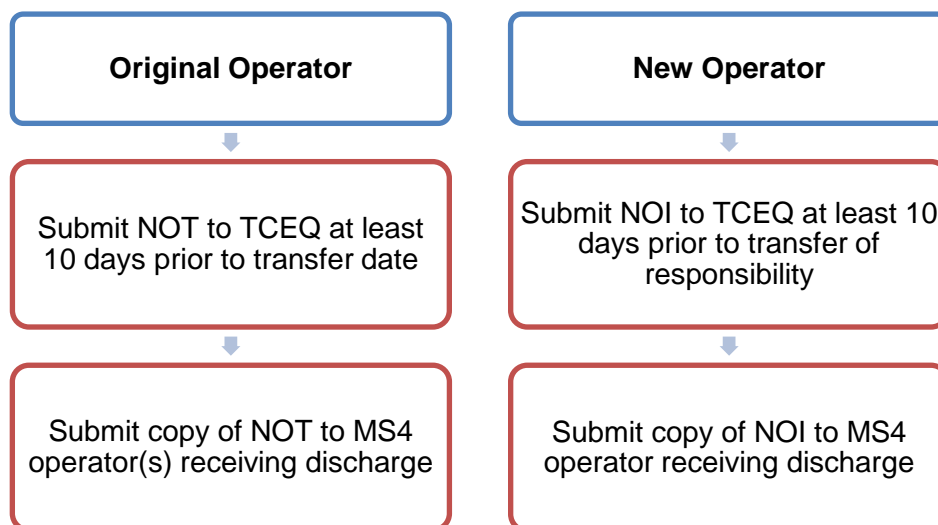 Original Operator
Submit NOT to TCEQ at least
10 days prior to transfer date
Submit copy of NOT to MS4
operator(s) receiving discharge
New Operator
Submit NOI to TCEQ at least 10
days prior to transfer of
responsibility
Submit copy of NOI to MS4
operator receiving discharge